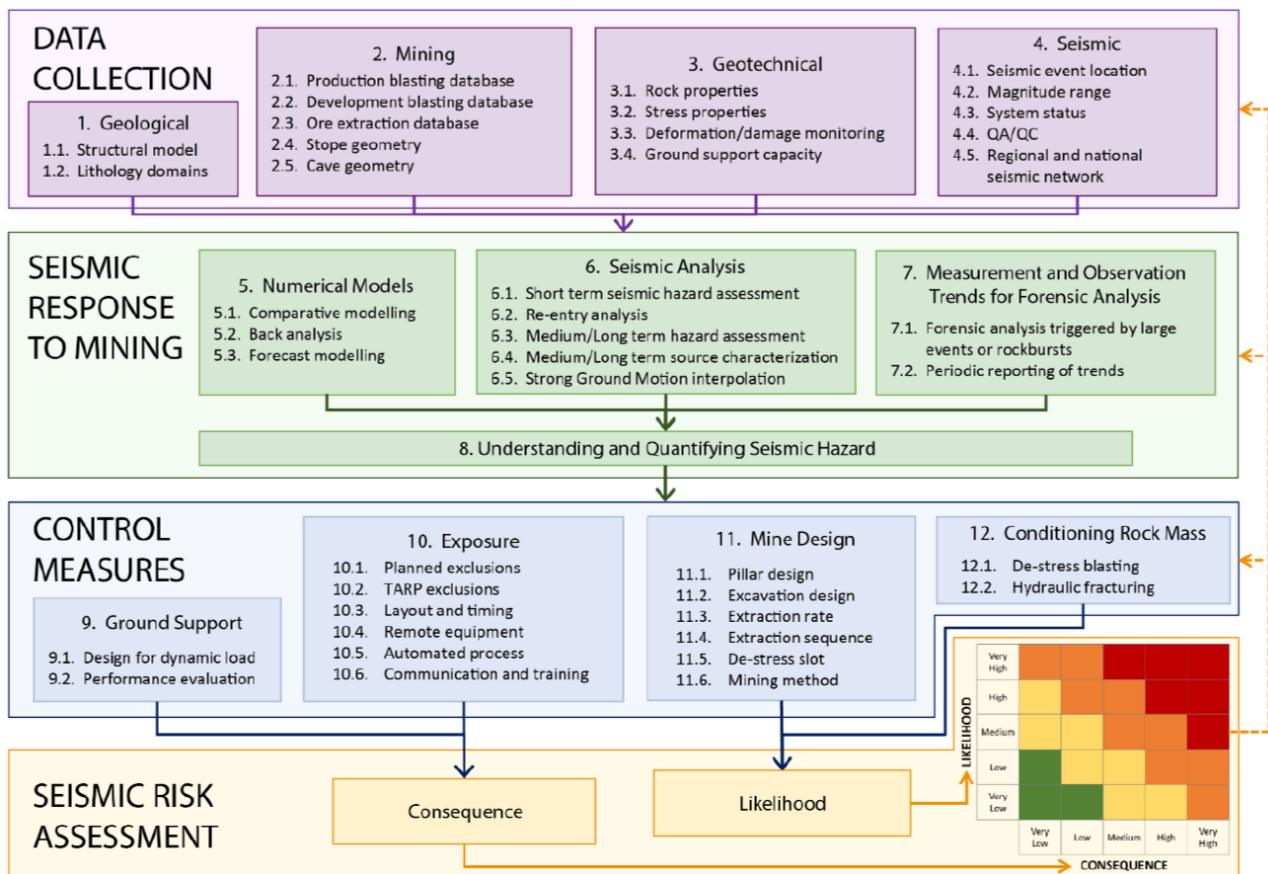 DATA
COLLECTION
1. Geological
1.1. Structural model
1.2. Lithology domains
2. Mining
2.1. Production blasting database
2.2. Development blasting database
2.3. Ore extraction database
2.4. Stope geometry
2.5. Cave geometry
3. Geotechnical
3.1. Rock properties
3.2. Stress properties
3.3. Deformation/damage monitoring
3.4. Ground support capacity
4. Seismic
4.1. Seismic event location
4.2. Magnitude range
4.3. System status
4.4. QA/QC
4.5. Regional and national
seismic network
SEISMIC
RESPONSE
TO MINING
5. Numerical Models
5.1. Comparative modelling
5.2. Back analysis
5.3. Forecast modelling
6. Seismic Analysis
6.1. Short term seismic hazard assessment
6.2. Re-entry analysis
6.3. Medium/Long term hazard assessment
6.4. Medium/Long term source characterization
6.5. Strong Ground Motion interpolation
7. Measurement and Observation
Trends for Forensic Analysis
7.1. Forensic analysis triggered by large
events or rockbursts
7.2. Periodic reporting of trends
8. Understanding and Quantifying Seismic Hazard
CONTROL
MEASURES
9. Ground Support
9.1. Design for dynamic load
9.2. Performance evaluation
10. Exposure
10.1. Planned exclusions
10.2. TARP exclusions
10.3. Layout and timing
10.4. Remote equipment
10.5. Automated process
10.6. Communication and training
11. Mine Design
11.1. Pillar design
11.2. Excavation design
11.3. Extraction rate
11.4. Extraction sequence
11.5. De-stress slot
11.6. Mining method
12. Conditioning Rock Mass
12.1. De-stress blasting
12.2. Hydraulic fracturing
SEISMIC RISK
ASSESSMENT
Consequence
Likelihood
LIKELIHOOD
Very
High
High
Medium
Low
Very
Low
Very
Low
Low
Medium
High
Very
High
CONSEQUENCE